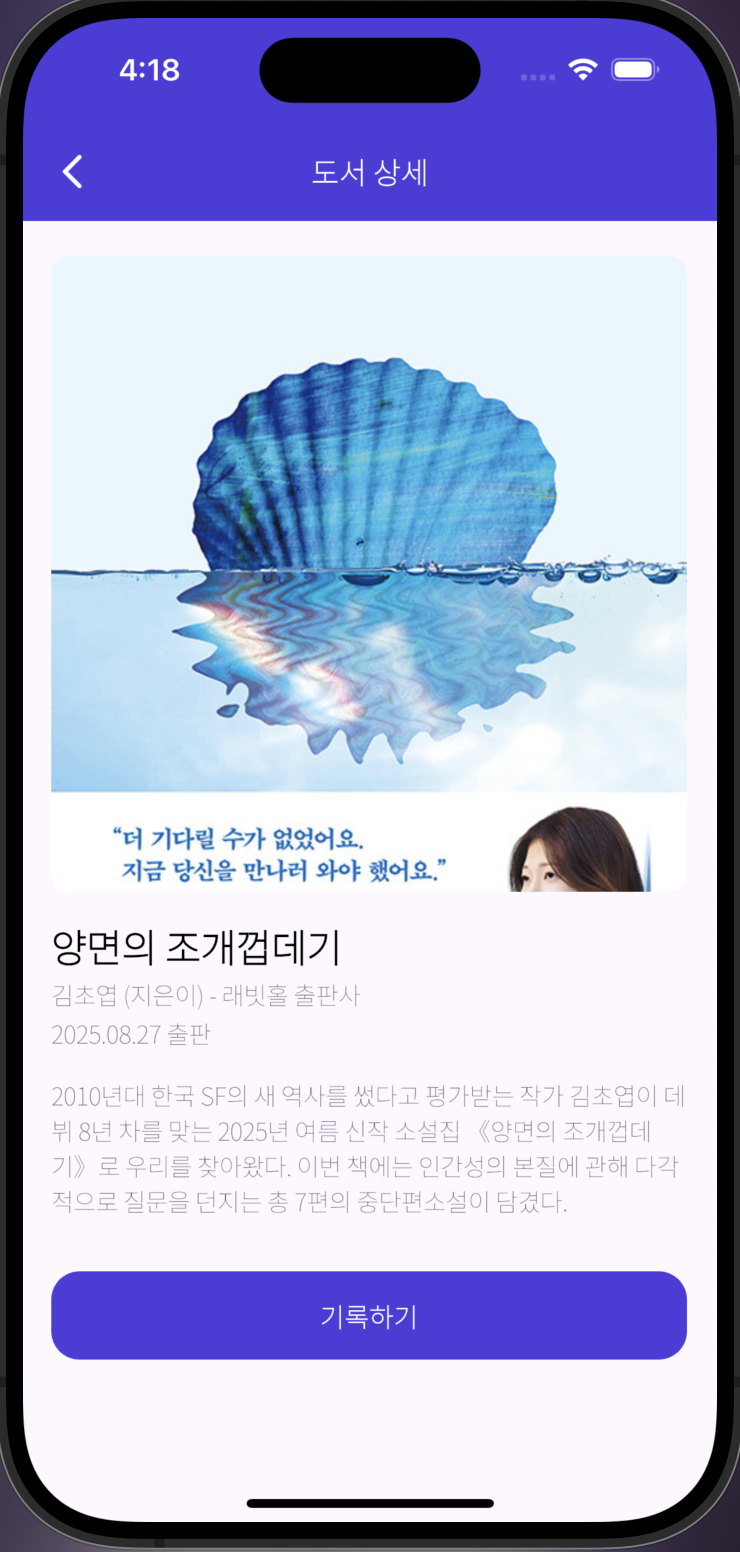 4:18
도서 상세
“더 기다릴 수가 없었어요.
지금 당신을 만나러 와야 했어요.”
양면의 조개껍데기
김초엽 (지은이) - 래빗홀 출판사
2025.08.27 출판
2010년대 한국 SF의 새 역사를 썼다고 평가받는 작가 김초엽이 데
뷔 8년 차를 맞는 2025년 여름 신작 소설집 《양면의 조개껍데
기》로 우리를 찾아왔다. 이번 책에는 인간성의 본질에 관해 다각
적으로 질문을 던지는 총 7편의 중단편소설이 담겼다.
기록하기